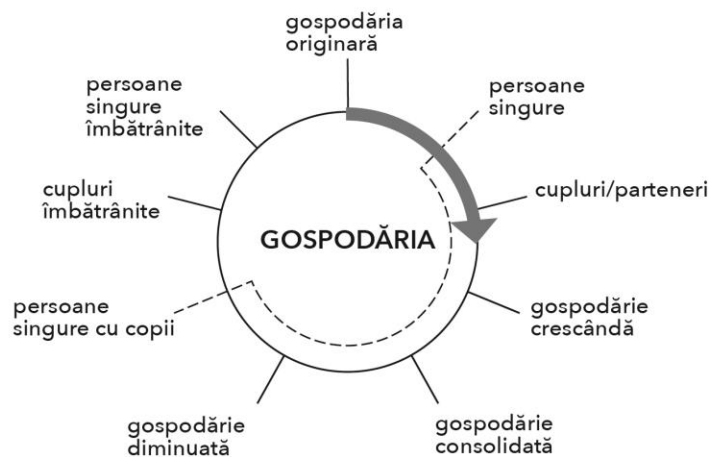 gospodăria
originară
persoane
singure
cupluri/parteneri
gospodărie
crescândă
gospodărie
consolidată
gospodărie
diminuată
persoane
singure cu copii
cupluri
îmbătrânite
persoane
singure
îmbătrânite
GOSPODĂRIA